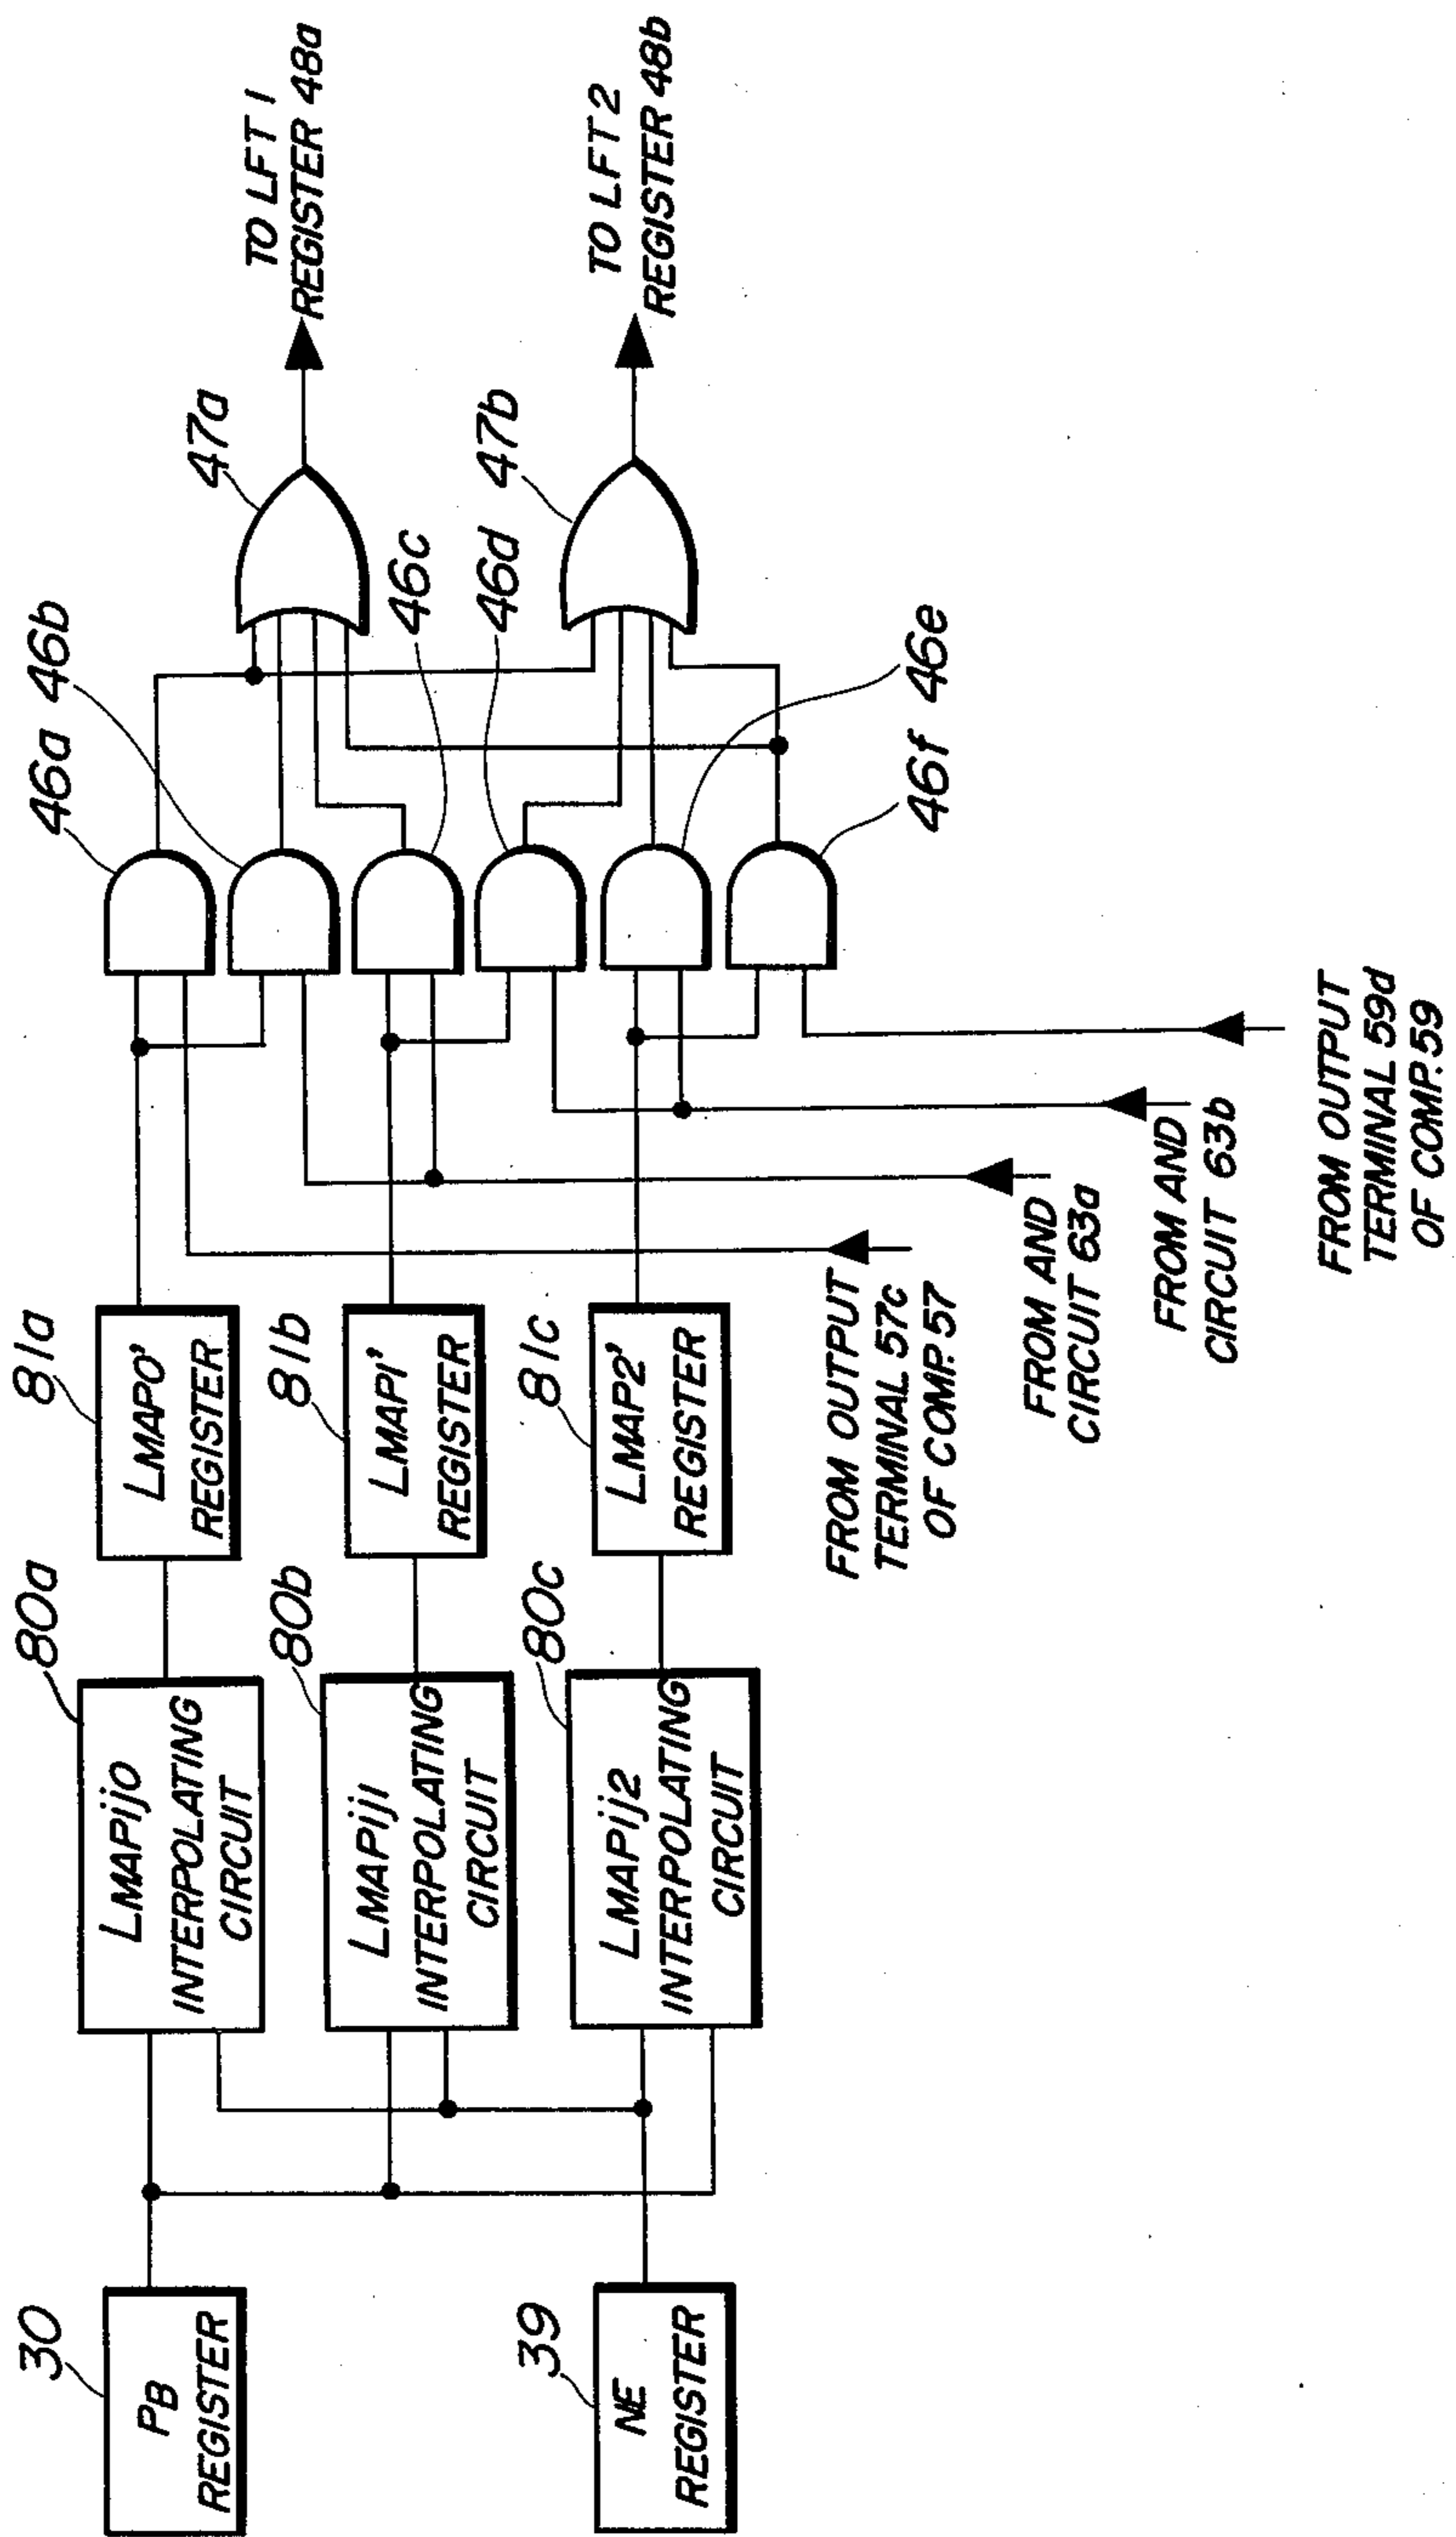 30
PB
REGISTER
39
NE
REGISTER
80a
LMAPij0
INTERPOLATING
CIRCUIT
80b
LMAPij1
INTERPOLATING
CIRCUIT
80c
LMAPij2
INTERPOLATING
CIRCUIT
81a
LMAP0'
REGISTER
81b
LMAP1'
REGISTER
81c
LMAP2'
REGISTER
FROM OUTPUT
TERMINAL 57c
OF COMP.57
FROM AND
CIRCUIT 63a
FROM AND
CIRCUIT 63b
FROM OUTPUT
TERMINAL 59d
OF COMP.59
46a
46b
46c
46d
46e
46f
47a
47b
TO LFT 1
REGISTER 48a
TO LFT 2
REGISTER 48b